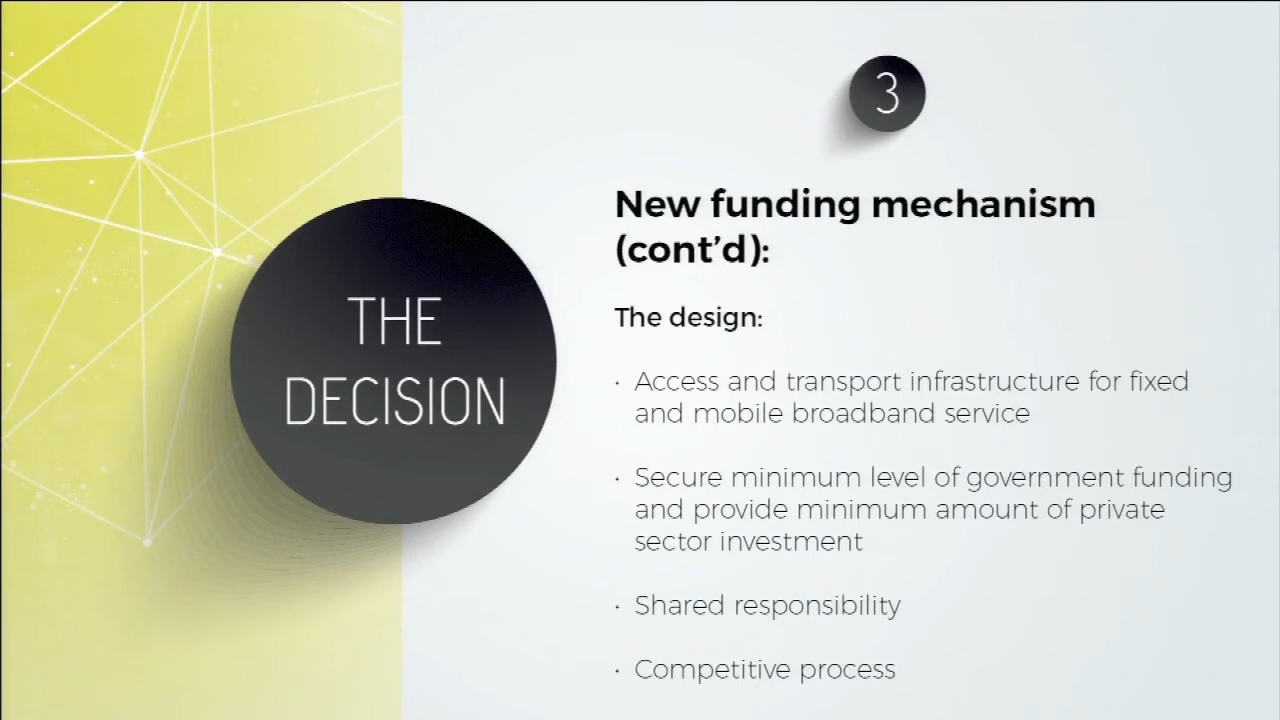 3
New funding mechanism
(cont’d):
THE
DECISION
The design:
· Access and transport infrastructure for fixed
and mobile broadband service
· Secure minimum level of government funding
and provide minimum amount of private
sector investment
· Shared responsibility
· Competitive process